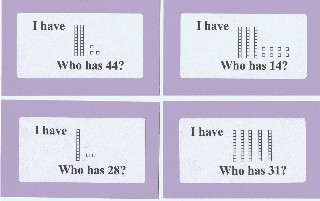 I have
Who has 44?
I have
Who has 14?
I have
Who has 28?
I have
Who has 31?